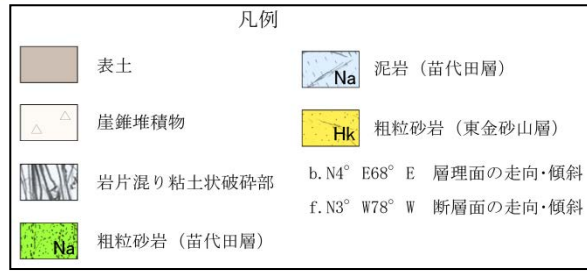 凡例
表土
崖錐堆積物
岩片混り粘土状破砕部
Na 粗粒砂岩（苗代田層）
Na 泥岩（苗代田層）
Hk 粗粒砂岩（東金砂山層）
b.N4° E68° E 層理面の走向・傾斜
f.N3° W78° W 断層面の走向・傾斜